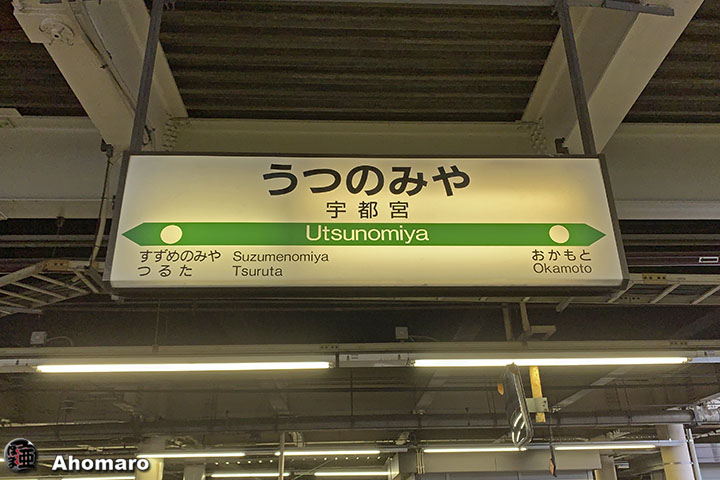 うつのみや
宇都宮
Utsunomiya
すずめのみや Suzumenomiya
つるた Tsuruta
おかもと
Okamoto
Ahomaro